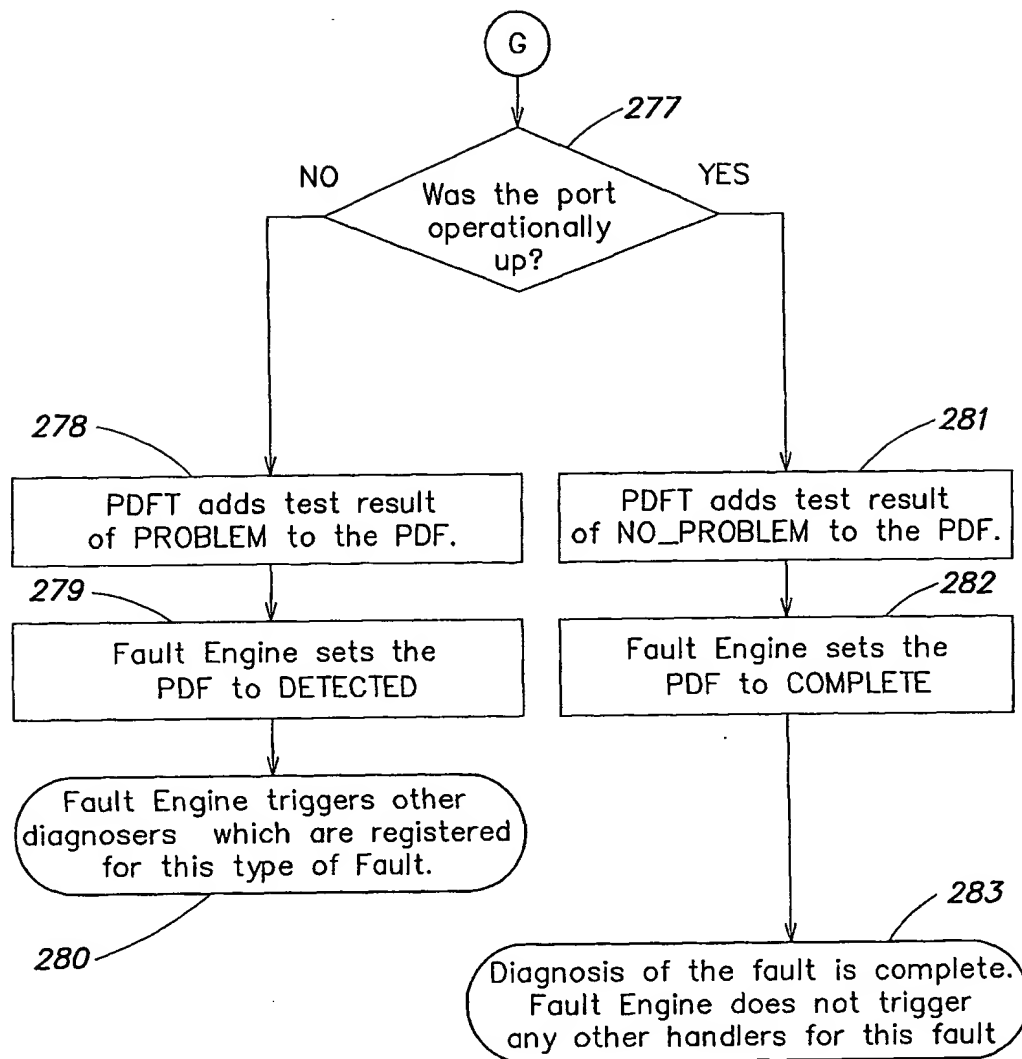 G
277
NO
YES
Was the port
operationally
up?
278
281
PDFT adds test result
of PROBLEM to the PDF.
PDFT adds test result
of NO_PROBLEM to the PDF.
279
282
Fault Engine sets the
PDF to DETECTED
Fault Engine sets the
PDF to COMPLETE
Fault Engine triggers other
diagnosers which are registered
for this type of Fault.
280
283
Diagnosis of the fault is complete.
Fault Engine does not trigger
any other handlers for this fault